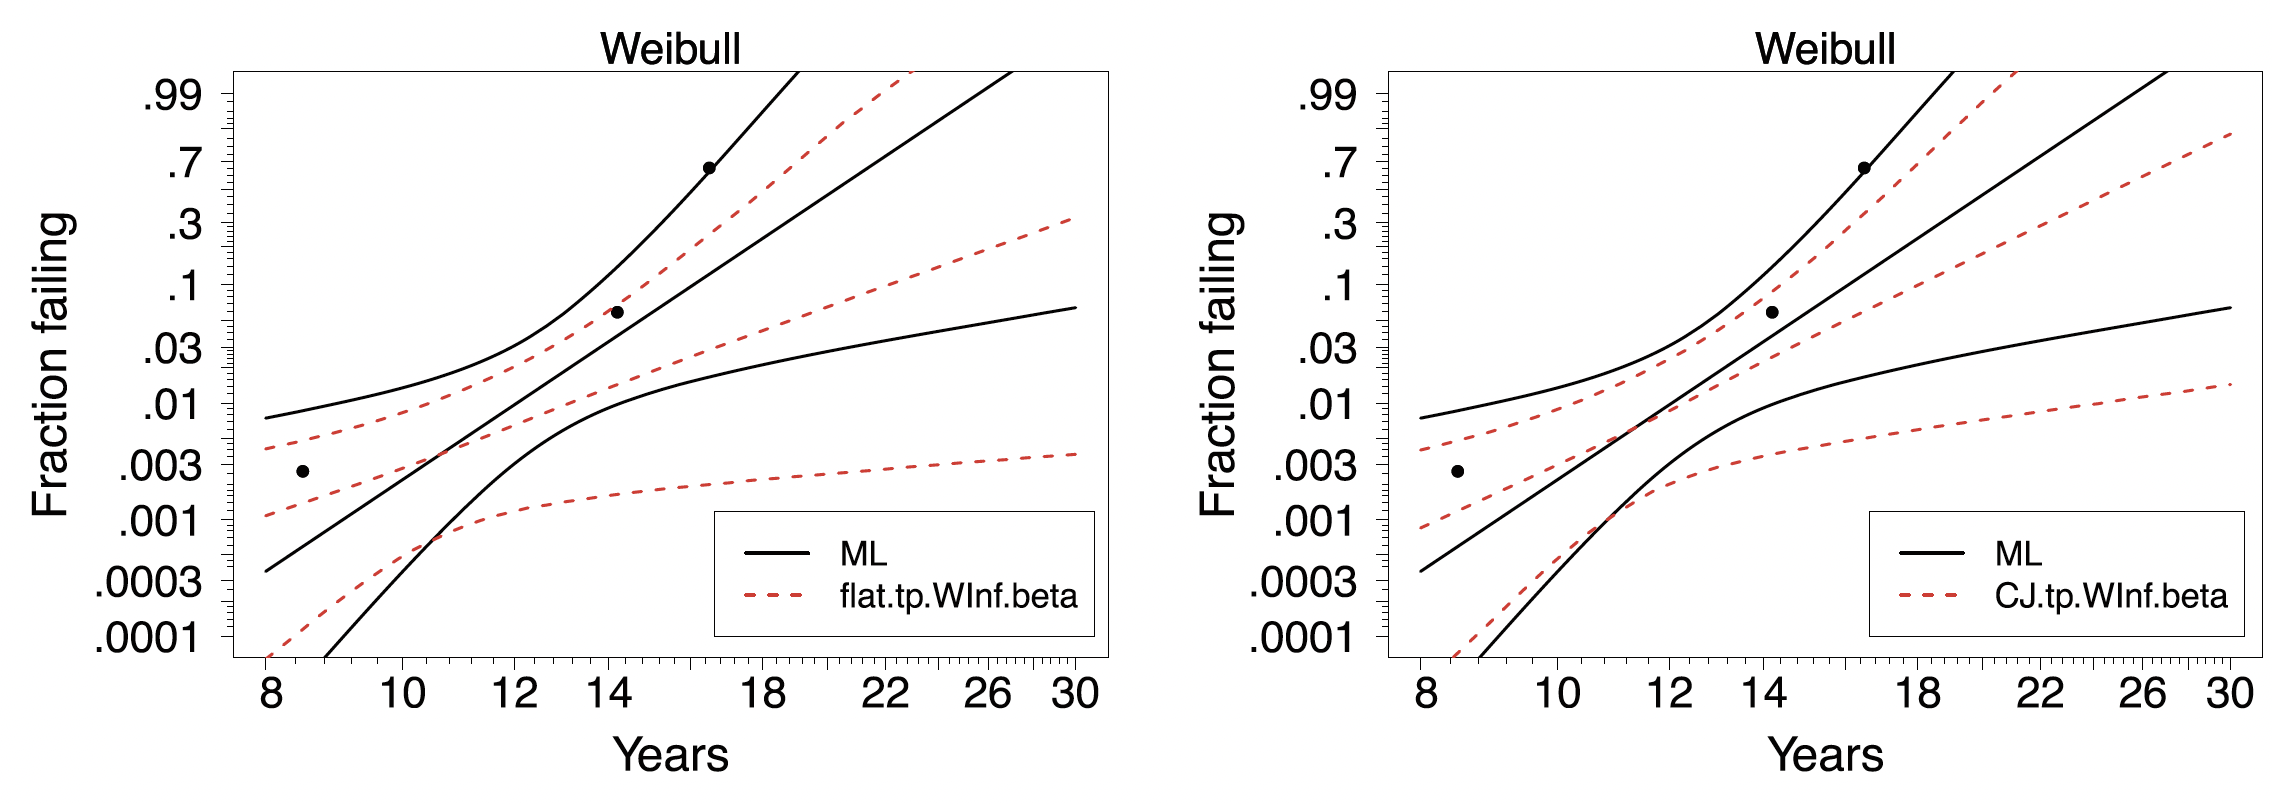 Weibull
.99
.7
.3
.1
.03
.01
.003
.001
.0003
.0001
Fraction failing
8 10 12 14 18 22 26 30
Years
ML
flat.tp.WInf.beta
Weibull
.99
.7
.3
.1
.03
.01
.003
.001
.0003
.0001
Fraction failing
8 10 12 14 18 22 26 30
Years
ML
CJ.tp.WInf.beta